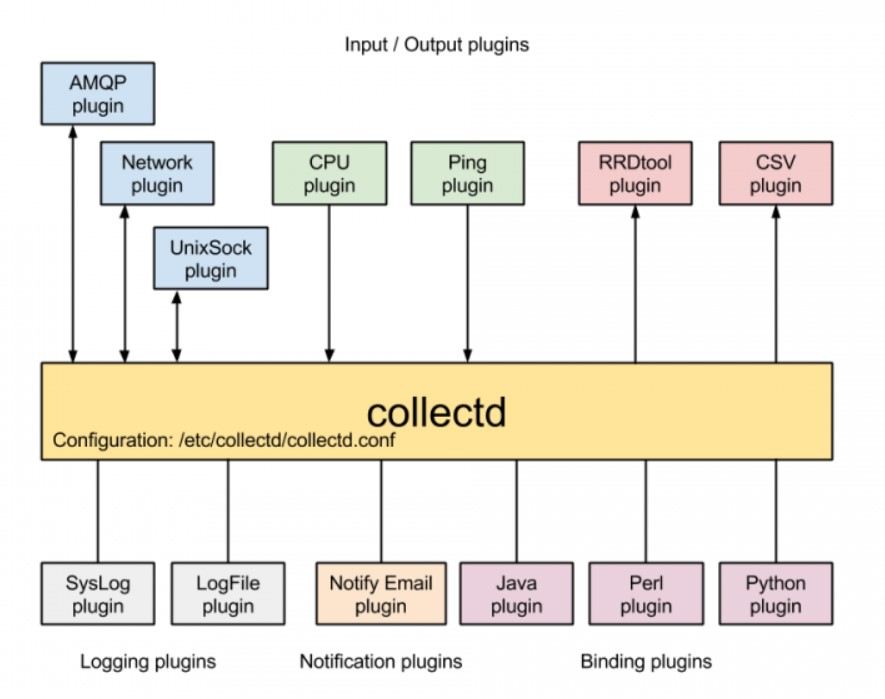 Input / Output plugins
AMQP
plugin
Network
plugin
CPU
plugin
Ping
plugin
RRDtool
plugin
CSV
plugin
UnixSock
plugin
collectd
Configuration: /etc/collectd/collectd.conf
SysLog
plugin
LogFile
plugin
Notify Email
plugin
Java
plugin
Perl
plugin
Python
plugin
Logging plugins
Notification plugins
Binding plugins